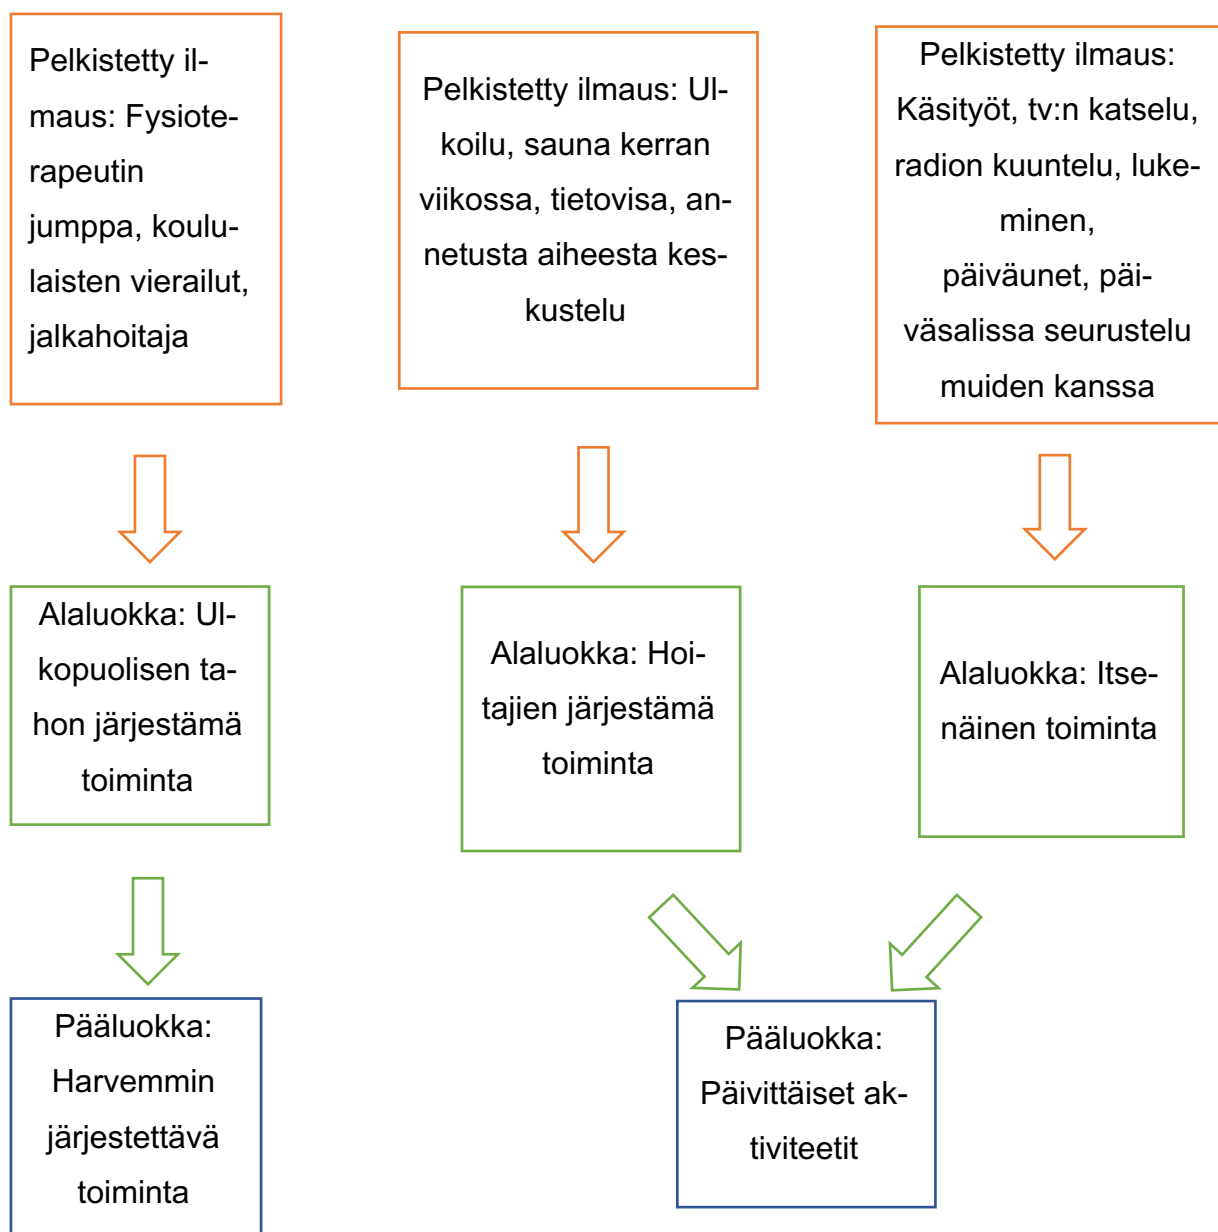 Pelkistetty il-
maus: Fysiote-
rapeutin
jumppa, koulu-
laisten vierailut,
jalkahoitaja
Pelkistetty ilmaus: Ul-
koilu, sauna kerran
viikossa, tietovisa, an-
netusta aiheesta kes-
kustelu
Pelkistetty ilmaus:
Käsityöt, tv:n katselu,
radion kuuntelu, luke-
minen,
päiväunet, päi-
väsalissa seurustelu
muiden kanssa
Alaluokka: Ul-
kopuolisen ta-
hon järjestämä
toiminta
Alaluokka: Hoi-
tajien järjestämä
toiminta
Alaluokka: Itse-
näinen toiminta
Pääluokka:
Harvemmin
järjestettävä
toiminta
Pääluokka:
Päivittäiset ak-
tiviteetit